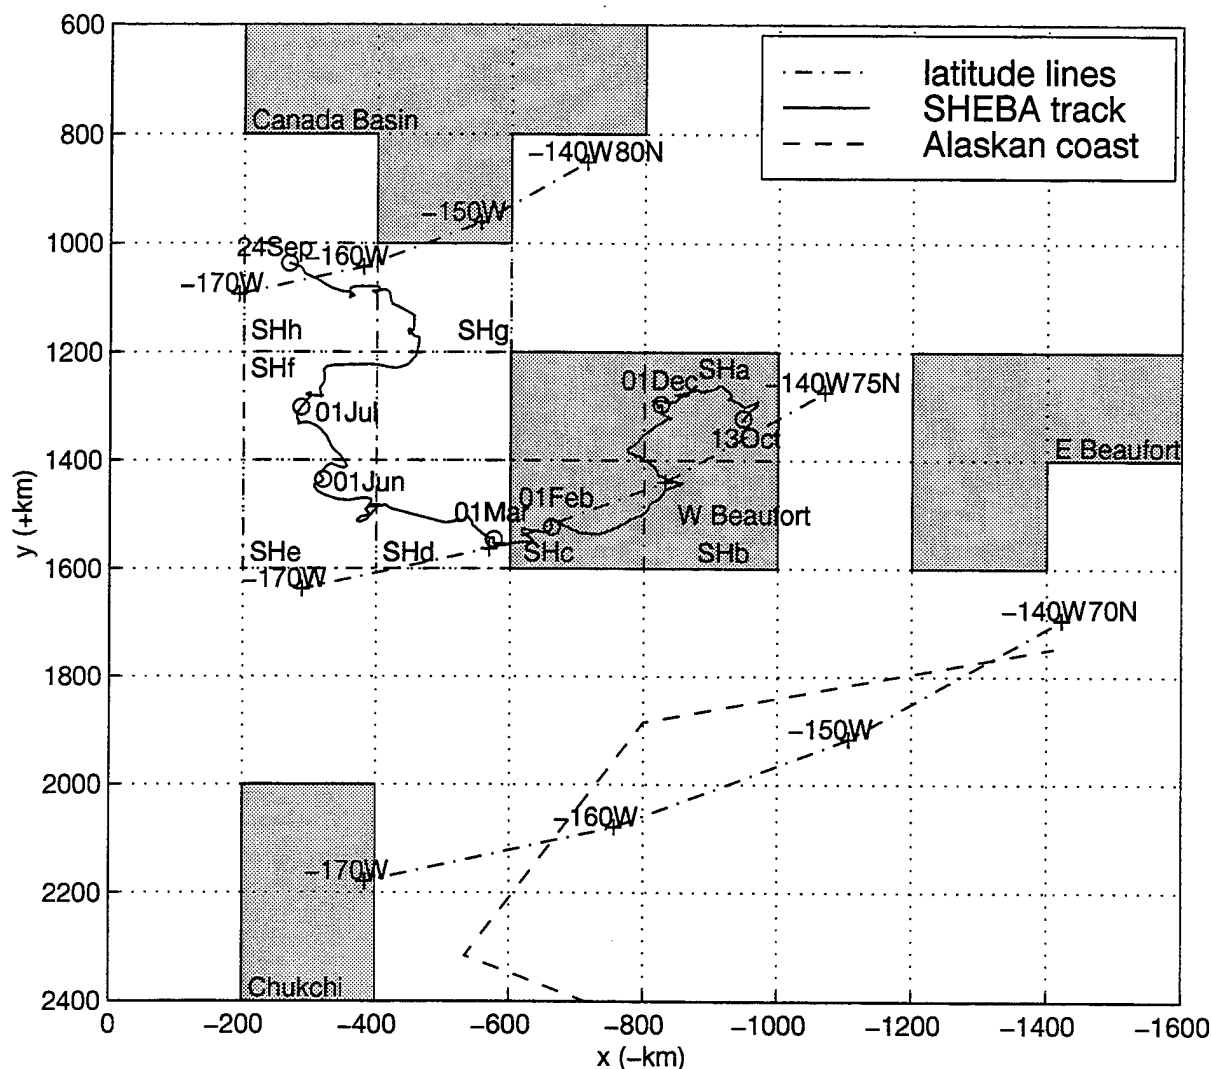 600
latitude lines
SHEBA track
Alaskan coast
Canada Basin
800
−140W80N
−150W
1000
24Sep
−160W
−170W
SHh
SHg
1200
SHf
SHa
01Dec
−140W75N
01Jul
13Oct
E Beaufort
1400
01Jun
01Feb
01Mar
W Beaufort
SHe
SHd
SHc
SHb
1600
−170W
−140W70N
1800
−150W
2000
−160W
−170W
2200
Chukchi
2400
0
−200
−400
−600
−800
−1000
−1200
−1400
−1600
x (−km)
y (+km)